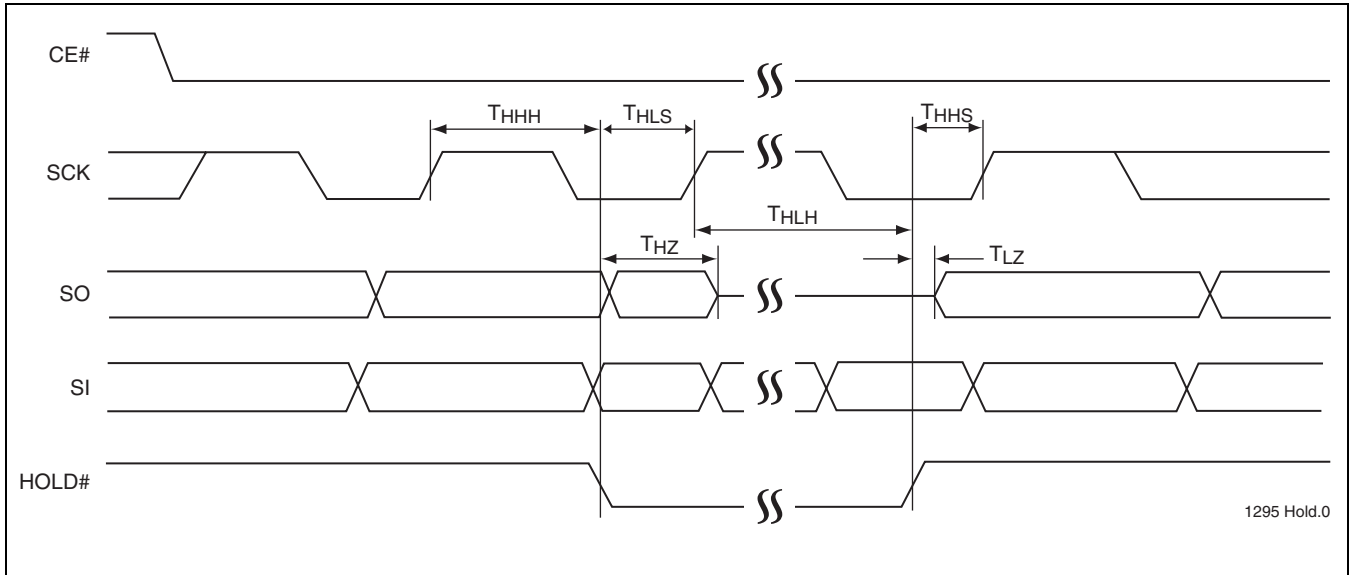 CE#
THHH
THLS
THHS
SCK
THLH
THZ
TLZ
SO
SI
HOLD#
1295 Hold.0